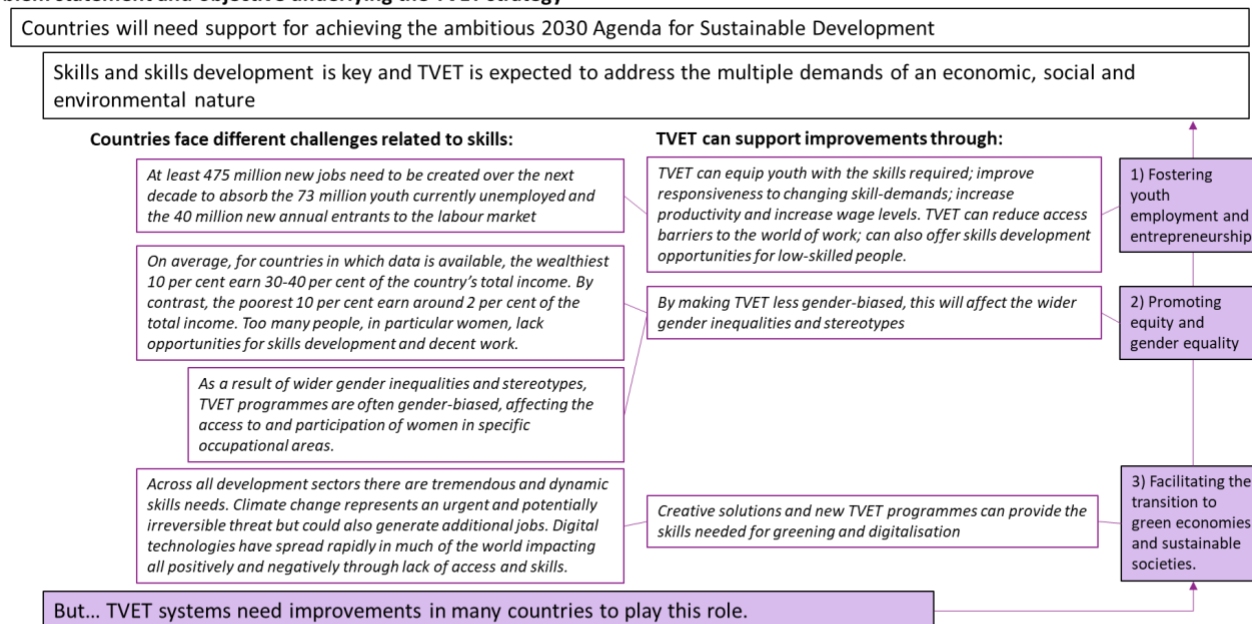 Problem statement and objective underlying the TVET strategy
Countries will need support for achieving the ambitious 2030 Agenda for Sustainable Development
Skills and skills development is key and TVET is expected to address the multiple demands of an economic, social and
environmental nature
Countries face different challenges related to skills:
At least 475 million new jobs need to be created over the next
decade to absorb the 73 million youth currently unemployed and
the 40 million new annual entrants to the labour market
On average, for countries in which data is available, the wealthiest
10 per cent earn 30-40 per cent of the country's total income. By
contrast, the poorest 10 per cent earn around 2 per cent of the
total income. Too many people, in particular women, lack
opportunities for skills development and decent work.
As a result of wider gender inequalities and stereotypes,
TVET programmes are often gender-biased, affecting the
access to and participation of women in specific
occupational areas.
Across all development sectors there are tremendous and dynamic
skills needs. Climate change represents an urgent and potentially
irreversible threat but could also generate additional jobs. Digital
technologies have spread rapidly in much of the world impacting
all positively and negatively through lack of access and skills.
TVET can support improvements through:
TVET can equip youth with the skills required; improve
responsiveness to changing skill-demands; increase
productivity and increase wage levels. TVET can reduce access
barriers to the world of work; can also offer skills development
opportunities for low-skilled people.
By making TVET less gender-biased, this will affect the wider
gender inequalities and stereotypes
Creative solutions and new TVET programmes can provide the
skills needed for greening and digitalisation
1) Fostering
youth
employment and
entrepreneurship
2) Promoting
equity and
gender equality
3) Facilitating the
transition to
green economies
and sustainable
societies.
But... TVET systems need improvements in many countries to play this role.